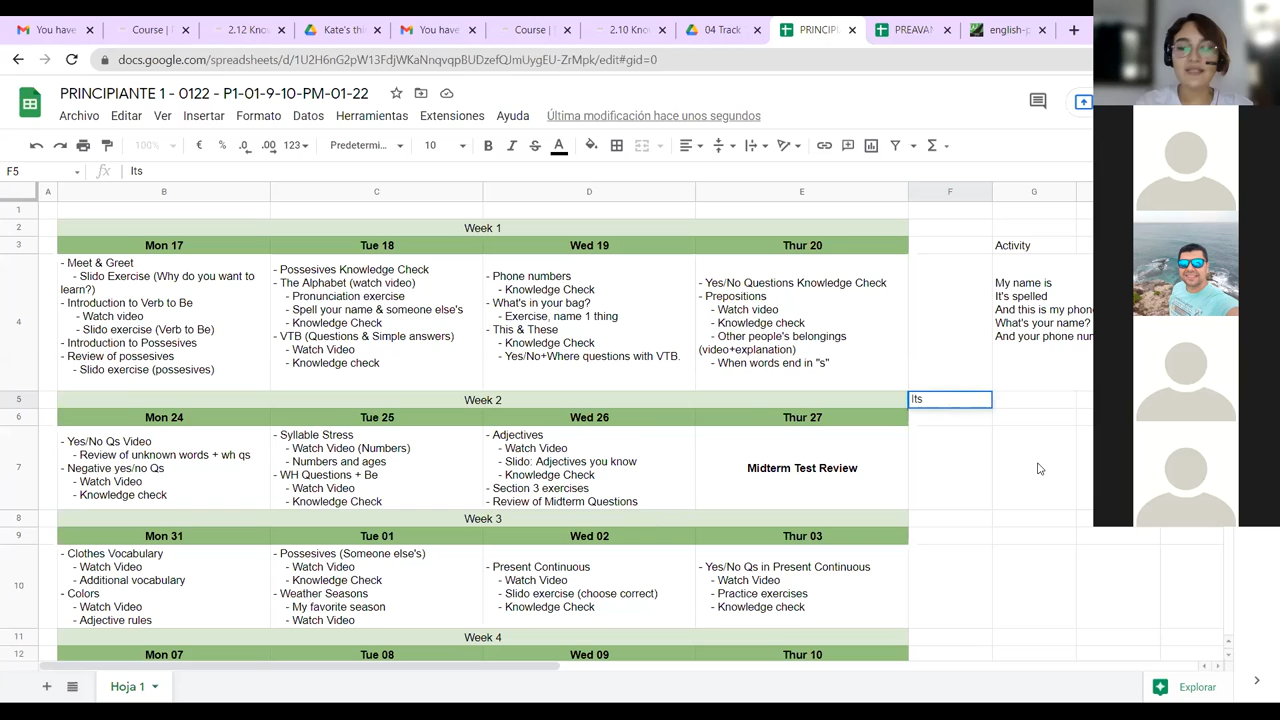 You have
Course |
2.12 Kno
Kate's th
You have
Course |
2.10 Kno
04 Track
PRINCIPI
PREAVAN
english-p
docs.google.com/spreadsheets/d/1U2H6nG2pW13FdjWKaNnqvqpBUDzefQJmUygEU-ZrMpk/edit#gid=0
PRINCIPIANTE 1 - 0122 - P1-01-9-10-PM-01-22
Archivo Editar Ver Insertar Formato Datos Herramientas Extensiones Ayuda Última modificación hace unos segundos
100% € % .0 .00 123 Predetermi... 10 B I S A
F5 fx Its
A B C D E F G
1
2 Week 1
3 Mon 17 Tue 18 Wed 19 Thur 20 Activity
4
- Meet & Greet
- Slido Exercise (Why do you want to
learn?)
- Introduction to Verb to Be
- Watch video
- Slido exercise (Verb to Be)
- Introduction to Possesives
- Review of possesives
- Slido exercise (possesives)
- Possesives Knowledge Check
- The Alphabet (watch video)
- Pronunciation exercise
- Spell your name & someone else's
- Knowledge Check
- VTB (Questions & Simple answers)
- Watch Video
- Knowledge check
- Phone numbers
- Knowledge Check
- What's in your bag?
- Exercise, name 1 thing
- This & These
- Knowledge Check
- Yes/No+Where questions with VTB.
- Yes/No Questions Knowledge Check
- Prepositions
- Watch video
- Knowledge check
- Other people's belongings
(video+explanation)
- When words end in "s"
My name is
It's spelled
And this is my phon
What's your name?
And your phone nun
5 Week 2 Its
6 Mon 24 Tue 25 Wed 26 Thur 27
7
- Yes/No Qs Video
- Review of unknown words + wh qs
- Negative yes/no Qs
- Watch Video
- Knowledge check
- Syllable Stress
- Watch Video (Numbers)
- Numbers and ages
- WH Questions + Be
- Watch Video
- Knowledge Check
- Adjectives
- Watch Video
- Slido: Adjectives you know
- Knowledge Check
- Section 3 exercises
- Review of Midterm Questions
Midterm Test Review
8 Week 3
9 Mon 31 Tue 01 Wed 02 Thur 03
10
- Clothes Vocabulary
- Watch Video
- Additional vocabulary
- Colors
- Watch Video
- Adjective rules
- Possesives (Someone else's)
- Watch Video
- Knowledge Check
- Weather Seasons
- My favorite season
- Watch Video
- Present Continuous
- Watch Video
- Slido exercise (choose correct)
- Knowledge Check
- Yes/No Qs in Present Continuous
- Watch Video
- Practice exercises
- Knowledge check
11 Week 4
12 Mon 07 Tue 08 Wed 09 Thur 10
Hoja 1
Explorar